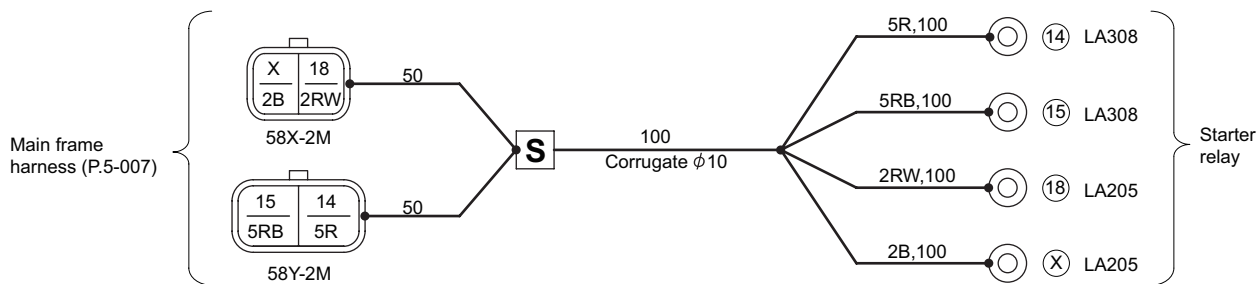 Main frame
harness (P.5-007)
X 18
2B 2RW
58X-2M
50
15 14
5RB 5R
58Y-2M
50
S
100
Corrugate φ10
5R,100
14 LA308
5RB,100
15 LA308
2RW,100
18 LA205
2B,100
X LA205
Starter
relay